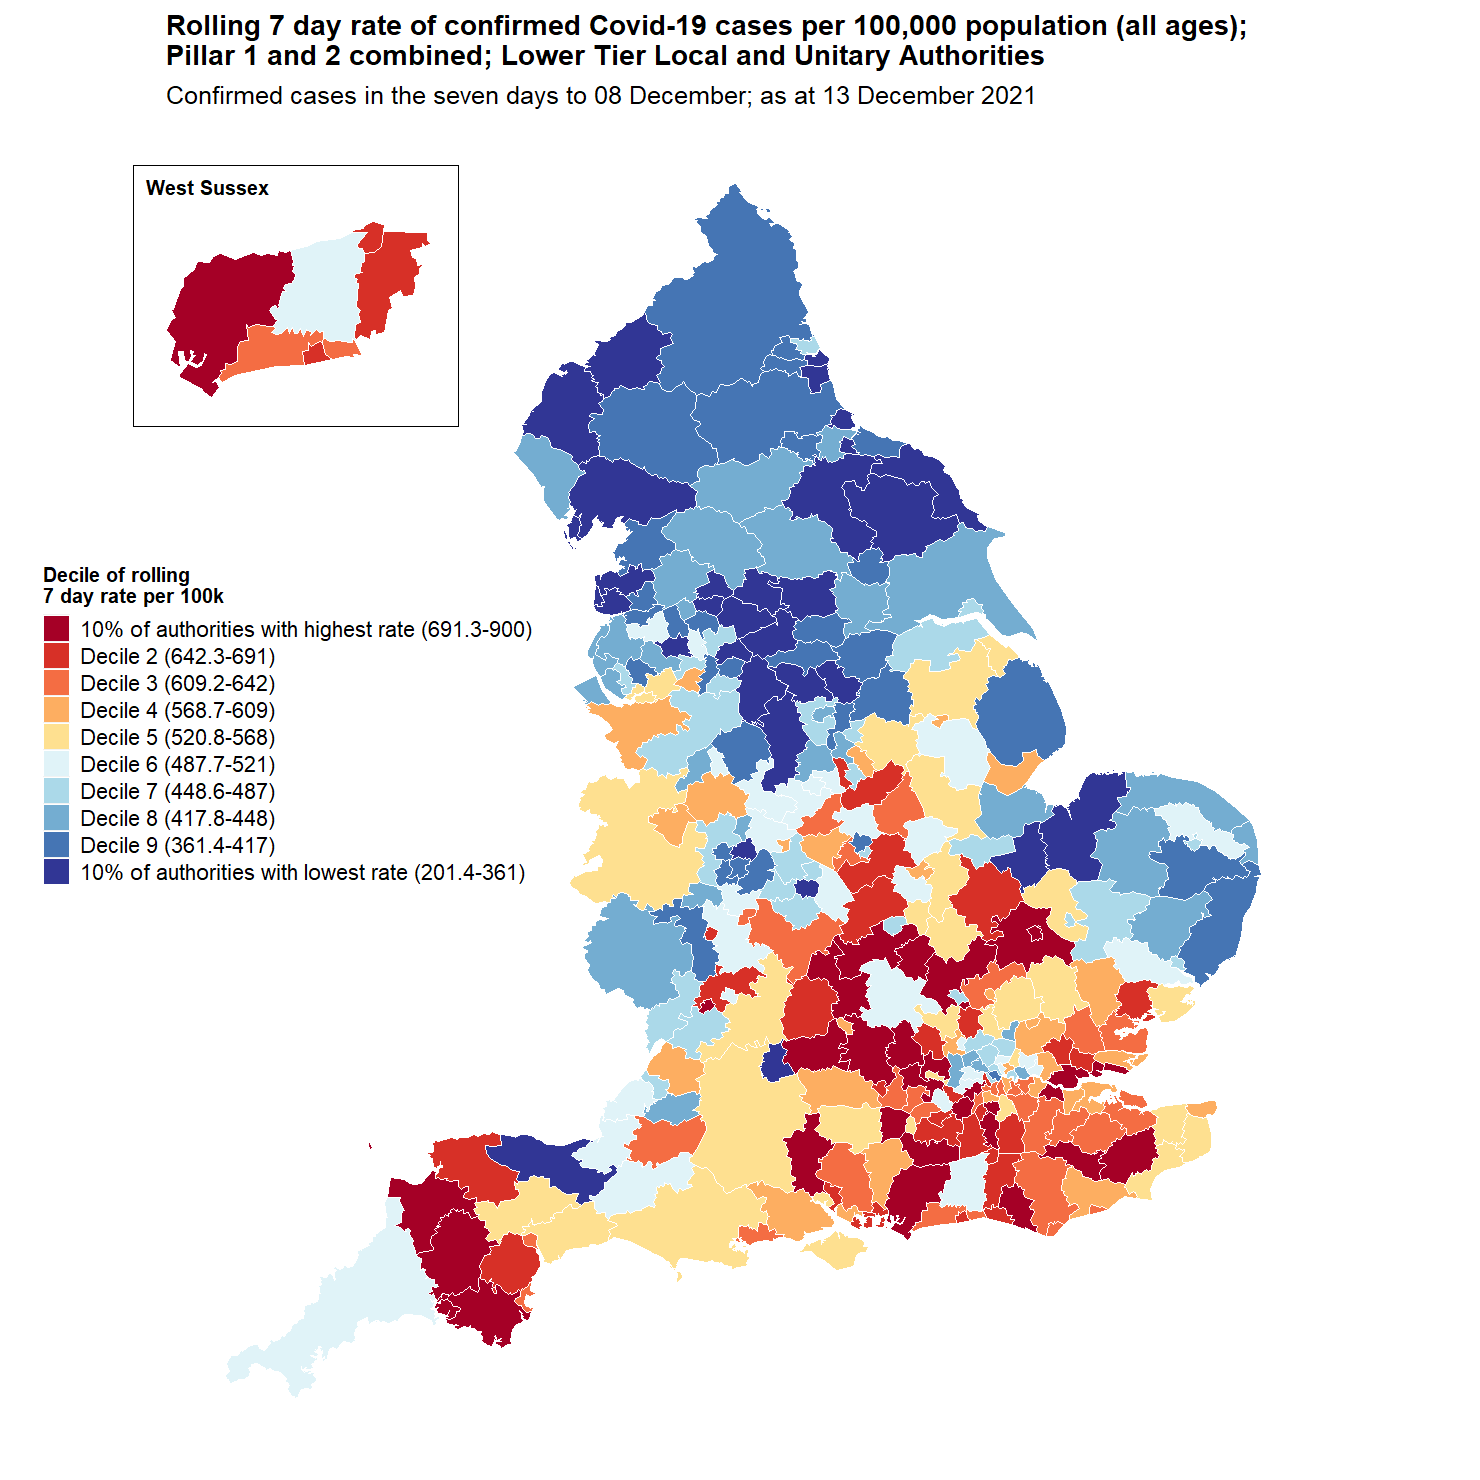 Rolling 7 day rate of confirmed Covid-19 cases per 100,000 population (all ages);
Pillar 1 and 2 combined; Lower Tier Local and Unitary Authorities
Confirmed cases in the seven days to 08 December; as at 13 December 2021
West Sussex
Decile of rolling
7 day rate per 100k
10% of authorities with highest rate (691.3-900)
Decile 2 (642.3-691)
Decile 3 (609.2-642)
Decile 4 (568.7-609)
Decile 5 (520.8-568)
Decile 6 (487.7-521)
Decile 7 (448.6-487)
Decile 8 (417.8-448)
Decile 9 (361.4-417)
10% of authorities with lowest rate (201.4-361)